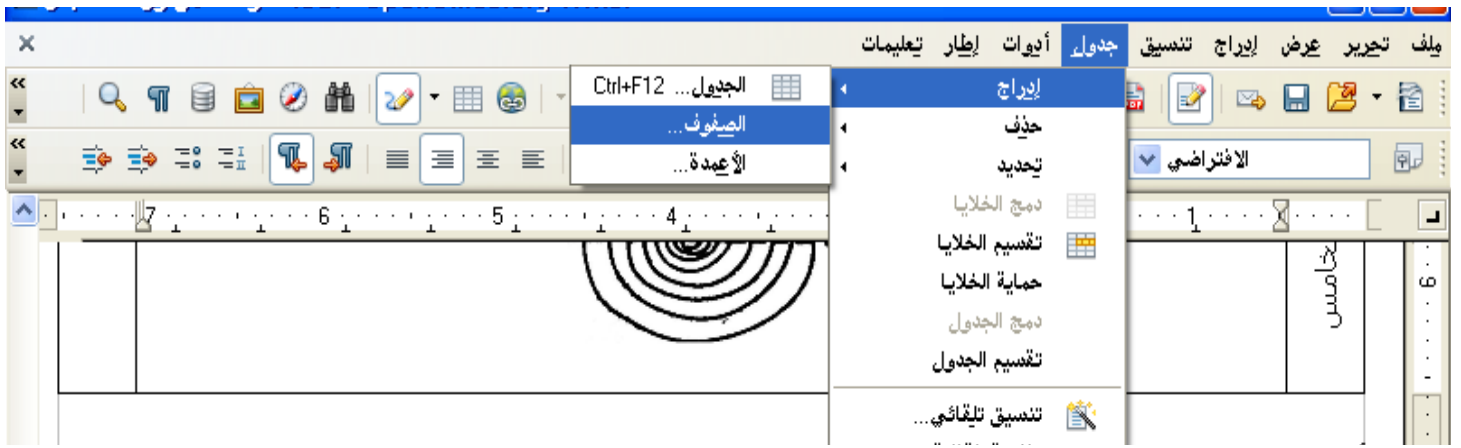 ملف تحرير عرض إدراج تنسيق جدول أدوات إطار تعليمات
إدراج
الجدول... Ctrl+F12
حذف
الصفوف...
تحديد
الأعمدة...
الافتراضي
دمج الخلايا
تقسيم الخلايا
حماية الخلايا
دمج الجدول
تقسيم الجدول
تنسيق تلقائي...
1 4 5 6 7
6
خامس